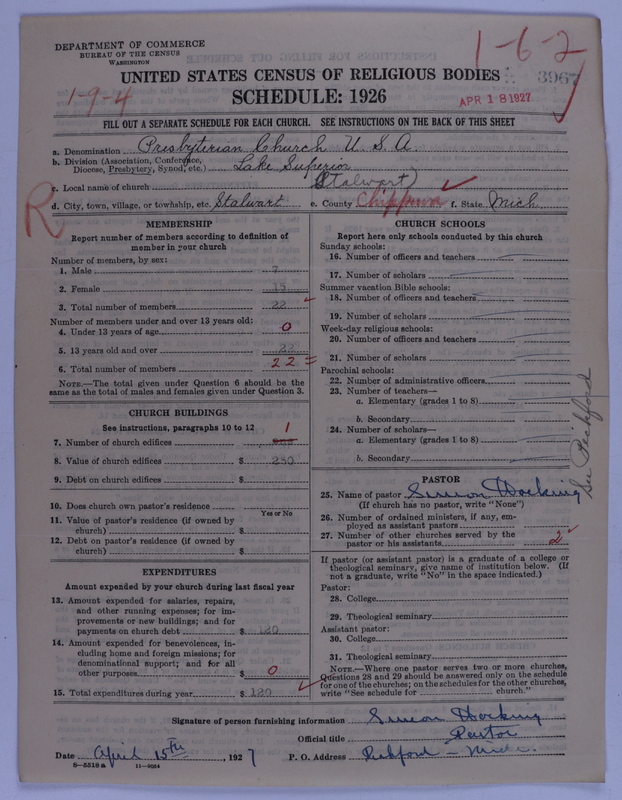 DEPARTMENT OF COMMERCE
BUREAU OF THE CENSUS
WASHINGTON
1-6-2
3967
UNITED STATES CENSUS OF RELIGIOUS BODIES
1-9-4
SCHEDULE: 1926
APR 18 1927
FILL OUT A SEPARATE SCHEDULE FOR EACH CHURCH. SEE INSTRUCTIONS ON THE BACK OF THIS SHEET
a. Denomination Presbyterian Church U. S. A.
b. Division (Association, Conference, Diocese, Presbytery, Synod, etc.) Lake Superior
c. Local name of church (Stalwart)
R
d. City, town, village, or township, etc. Stalwart e. County Chippewa f. State Mich
MEMBERSHIP
Report number of members according to definition of
member in your church
Number of members, by sex:
1. Male 7
2. Female 15
3. Total number of members 22
Number of members under and over 13 years old:
4. Under 13 years of age 0
5. 13 years old and over 22
6. Total number of members 22 =
NOTE.—The total given under Question 6 should be
same as the total of males and females given under Question 3.
CHURCH BUILDINGS
See instructions, paragraphs 10 to 12
7. Number of church edifices 1
8. Value of church edifices $ 250
9. Debt on church edifices $
10. Does church own pastor's residence
Yes or No
11. Value of pastor's residence (if owned by
church) $
12. Debt on pastor's residence (if owned by
church) $
EXPENDITURES
Amount expended by your church during last fiscal year
13. Amount expended for salaries, repairs,
and other running expenses; for im-
provements or new buildings; and for
payments on church debt $ 120
14. Amount expended for benevolences, in-
cluding home and foreign missions; for
denominational support; and for all
other purposes $ 0
15. Total expenditures during year $ 120
CHURCH SCHOOLS
Report here only schools conducted by this church
Sunday schools:
16. Number of officers and teachers
17. Number of scholars
Summer vacation Bible schools:
18. Number of officers and teachers
19. Number of scholars
Week-day religious schools:
20. Number of officers and teachers
21. Number of scholars
Parochial schools:
22. Number of administrative officers
23. Number of teachers—
a. Elementary (grades 1 to 8)
b. Secondary
24. Number of scholars—
a. Elementary (grades 1 to 8)
b. Secondary
See Pickford
PASTOR
25. Name of pastor Simeon Hocking
(If church has no pastor, write "None")
26. Number of ordained ministers, if any, em-
ployed as assistant pastors
27. Number of other churches served by the
pastor or his assistants 2
If pastor (or assistant pastor) is a graduate of a college or
theological seminary, give name of institution below. (If
not a graduate, write "No" in the space indicated.)
Pastor:
28. College
29. Theological seminary
Assistant pastor:
30. College
31. Theological seminary
NOTE.—Where one pastor serves two or more churches,
Questions 28 and 29 should be answered only on the schedule
for one of the churches; on the schedules for the other churches,
write "See schedule for church."
Signature of person furnishing information Simeon Hocking
Official title Pastor
Date April 15th, 1927 P. O. Address Pickford - Mich.
6-5518a 11-9054